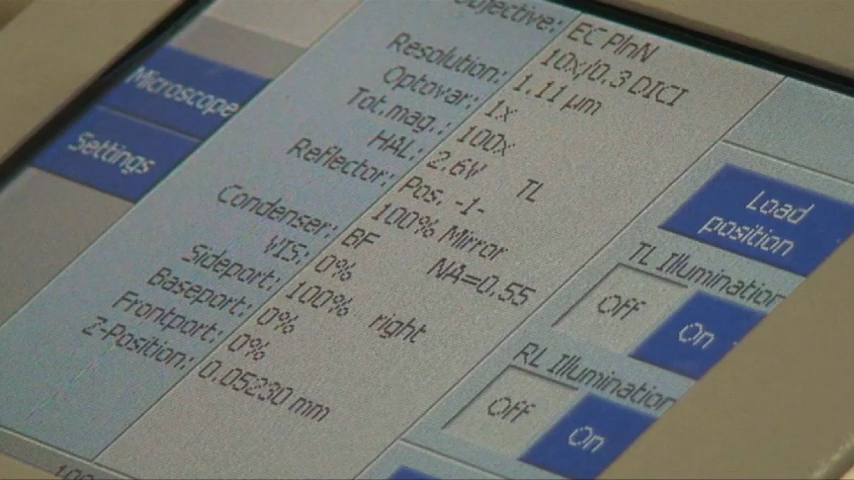 Objective: EC PlnN
10x/0.3 DICI
Resolution: 1.11 µm
Optovar: 1x
Tot.mag.: 100x
HAL: 2.6V TL
Reflector: Pos. -1-
100% Mirror
Condenser: BF NA=0.55
VIS: 0%
Sideport: 100% right
Baseport: 0%
Frontport: 0%
Z-Position: 0.05230 mm
Microscope
Settings
Load
position
TL Illumination
Off On
RL Illumination
Off On